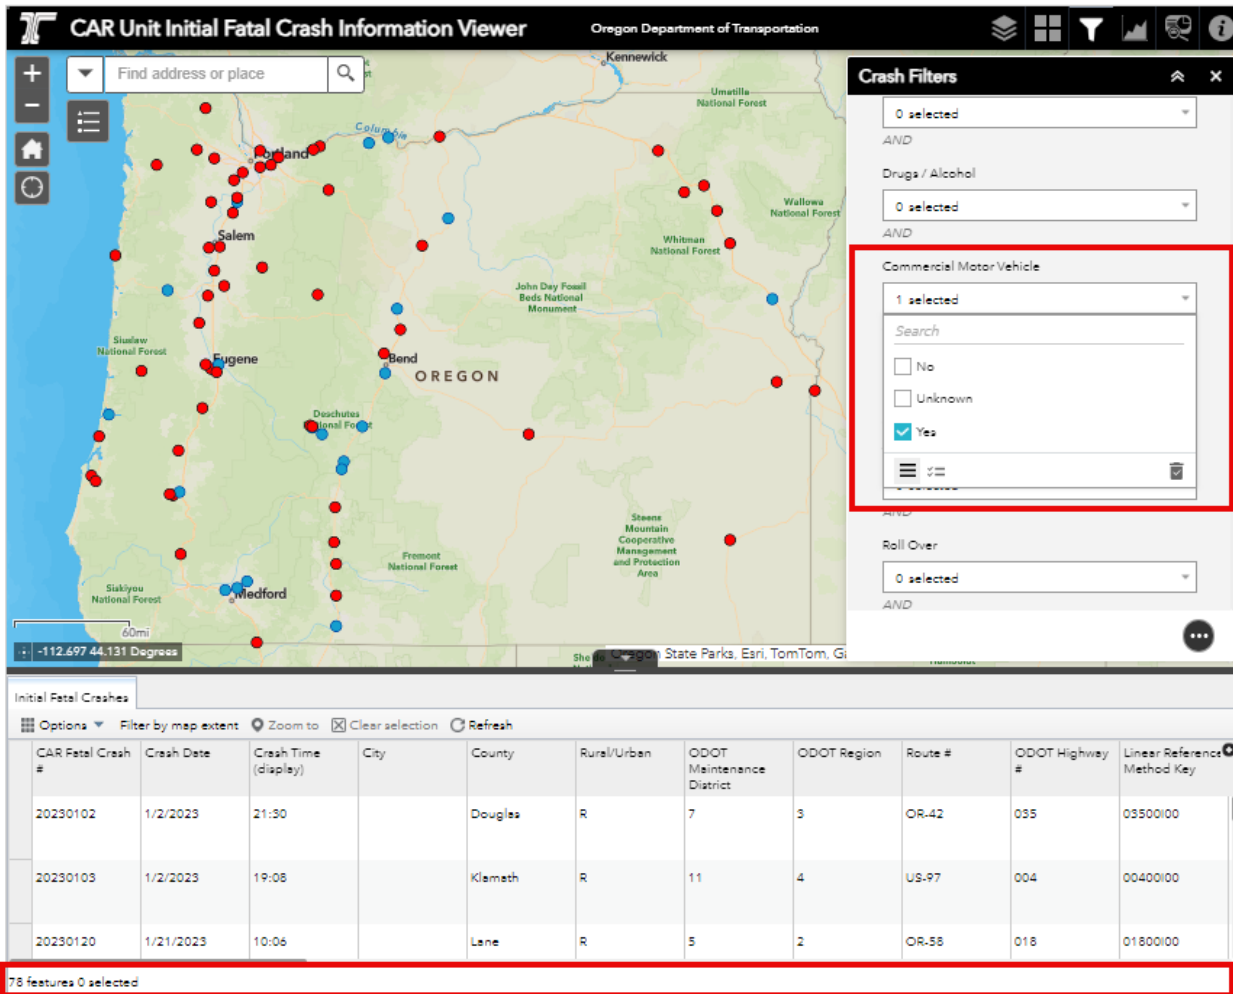 CAR Unit Initial Fatal Crash Information Viewer
Oregon Department of Transportation
Find address or place
Kennewick
Umatilla
National Forest
Columbia
Portland
Wallowa
National Forest
Whitman
National Forest
Salem
John Day Fossil
Beds National
Monument
Siuslaw
National Forest
Eugene
Bend
OREGON
Deschutes
National Forest
Steens
Mountain
Cooperative
Management
and Protection
Area
Fremont
National Forest
Siskiyou
National Forest
Medford
60mi
-112.697 44.131 Degrees
Oregon State Parks, Esri, TomTom, Ga
Crash Filters
0 selected
AND
Drugs / Alcohol
0 selected
AND
Commercial Motor Vehicle
1 selected
Search
No
Unknown
Yes
AND
Roll Over
0 selected
AND
Initial Fatal Crashes
Options Filter by map extent Zoom to Clear selection Refresh
CAR Fatal Crash # Crash Date Crash Time (display) City County Rural/Urban ODOT Maintenance District ODOT Region Route # ODOT Highway # Linear Reference Method Key
20230102 1/2/2023 21:30 Douglas R 7 3 OR-42 035 03500I00
20230103 1/2/2023 19:08 Klamath R 11 4 US-97 004 00400I00
20230120 1/21/2023 10:06 Lane R 5 2 OR-58 018 01800I00
78 features 0 selected